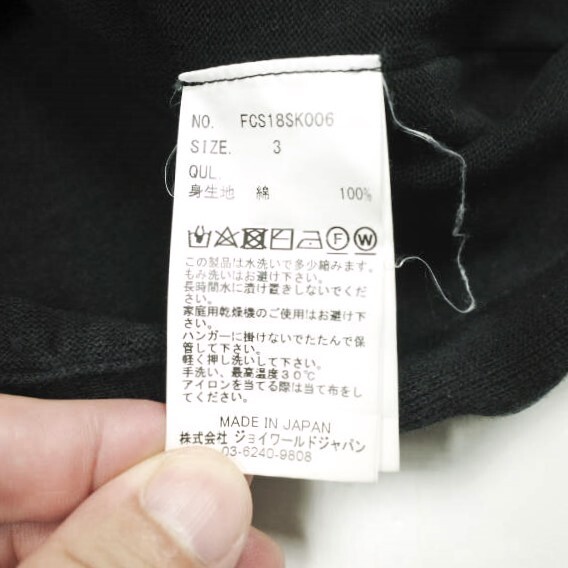 NO. FCS18SK006
SIZE. 3
QUL.
身生地 綿 100%
F W
この製品は水洗いで多少縮みます。
もみ洗いはお避け下さい。
長時間水に漬け置きしないでくだ
さい。
家庭用乾燥機のご使用はお避け下
さい。
ハンガーに掛けないでたたんで保
管して下さい。
軽く押し洗いして下さい。
手洗い、最高温度30℃
アイロンを当てる際は当て布をし
てください。
MADE IN JAPAN
株式会社 ジョイワールドジャパン
03-6240-9808